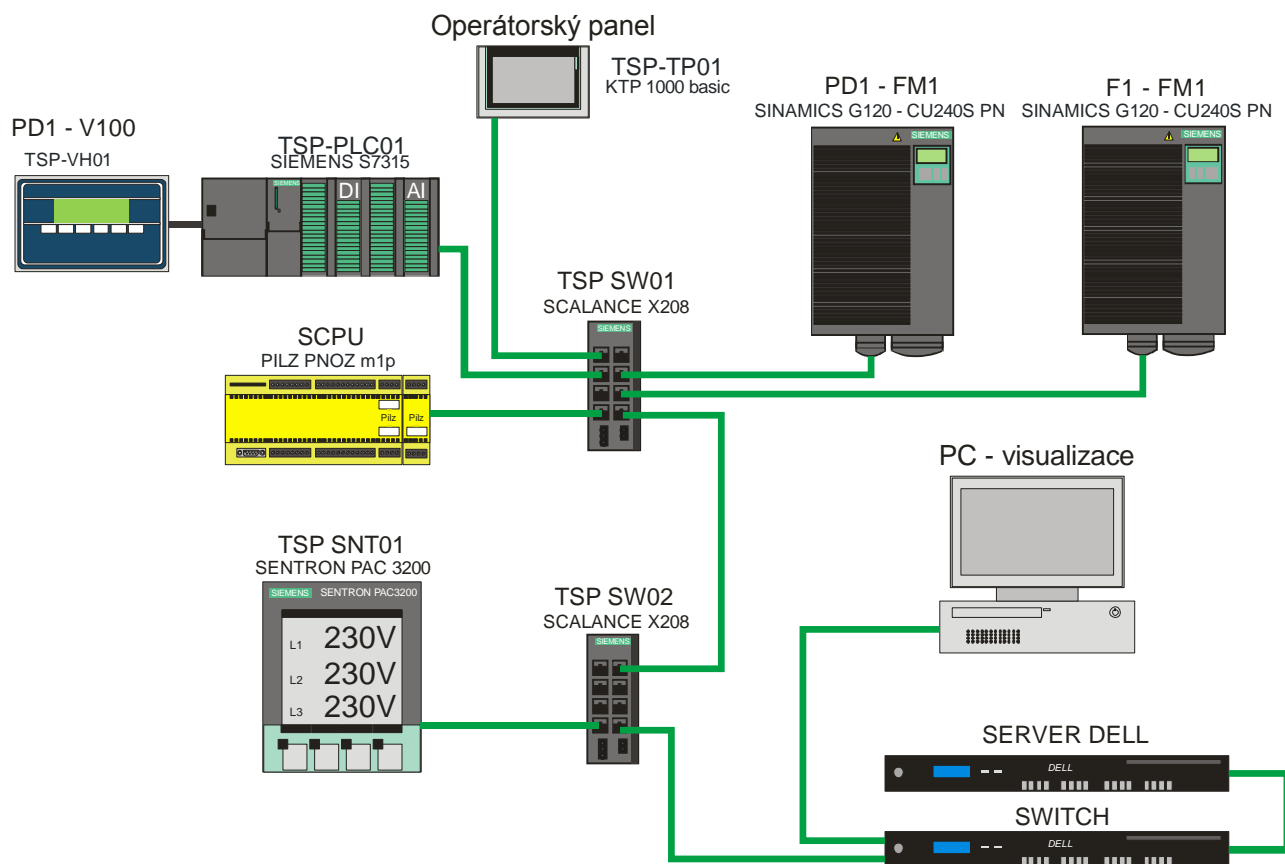 Operátorský panel
TSP-TP01
KTP 1000 basic
PD1 - FM1
SINAMICS G120 - CU240S PN
SIEMENS
F1 - FM1
SINAMICS G120 - CU240S PN
SIEMENS
PD1 - V100
TSP-VH01
TSP-PLC01
SIEMENS S7315
SIEMENS
DI
AI
TSP SW01
SCALANCE X208
SIEMENS
SCPU
PILZ PNOZ m1p
Pilz
Pilz
PC - visualizace
TSP SNT01
SENTRON PAC 3200
SIEMENS SENTRON PAC3200
L1 230V
L2 230V
L3 230V
TSP SW02
SCALANCE X208
SIEMENS
SERVER DELL
DELL
SWITCH
DELL